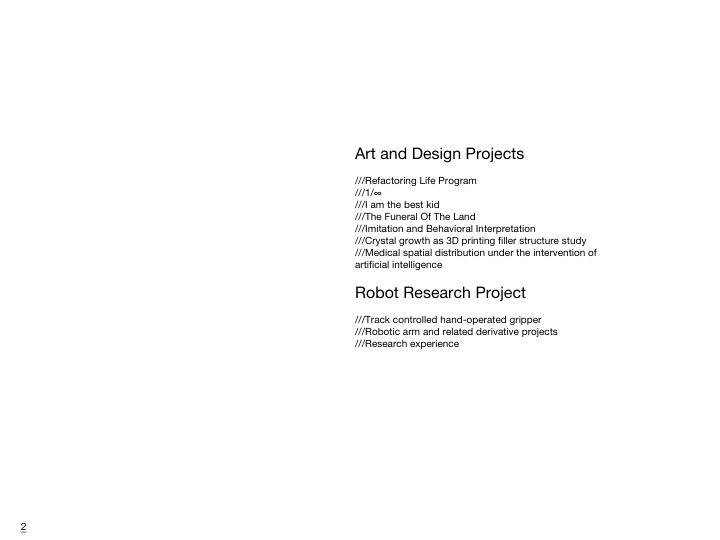 Art and Design Projects
///Refactoring Life Program
///1/∞
///I am the best kid
///The Funeral Of The Land
///Imitation and Behavioral Interpretation
///Crystal growth as 3D printing filler structure study
///Medical spatial distribution under the intervention of
artificial intelligence
Robot Research Project
///Track controlled hand-operated gripper
///Robotic arm and related derivative projects
///Research experience
2